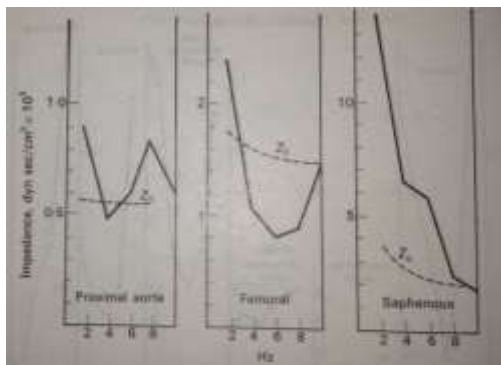 Impedance, dyn sec/cm³ × 10³
1·0
0·5
Z₀
Proximal aorta
2 4 6 8
2
1
Z₀
Femoral
2 4 6 8
Hz
10
5
Z₀
Saphenous
2 4 6 8